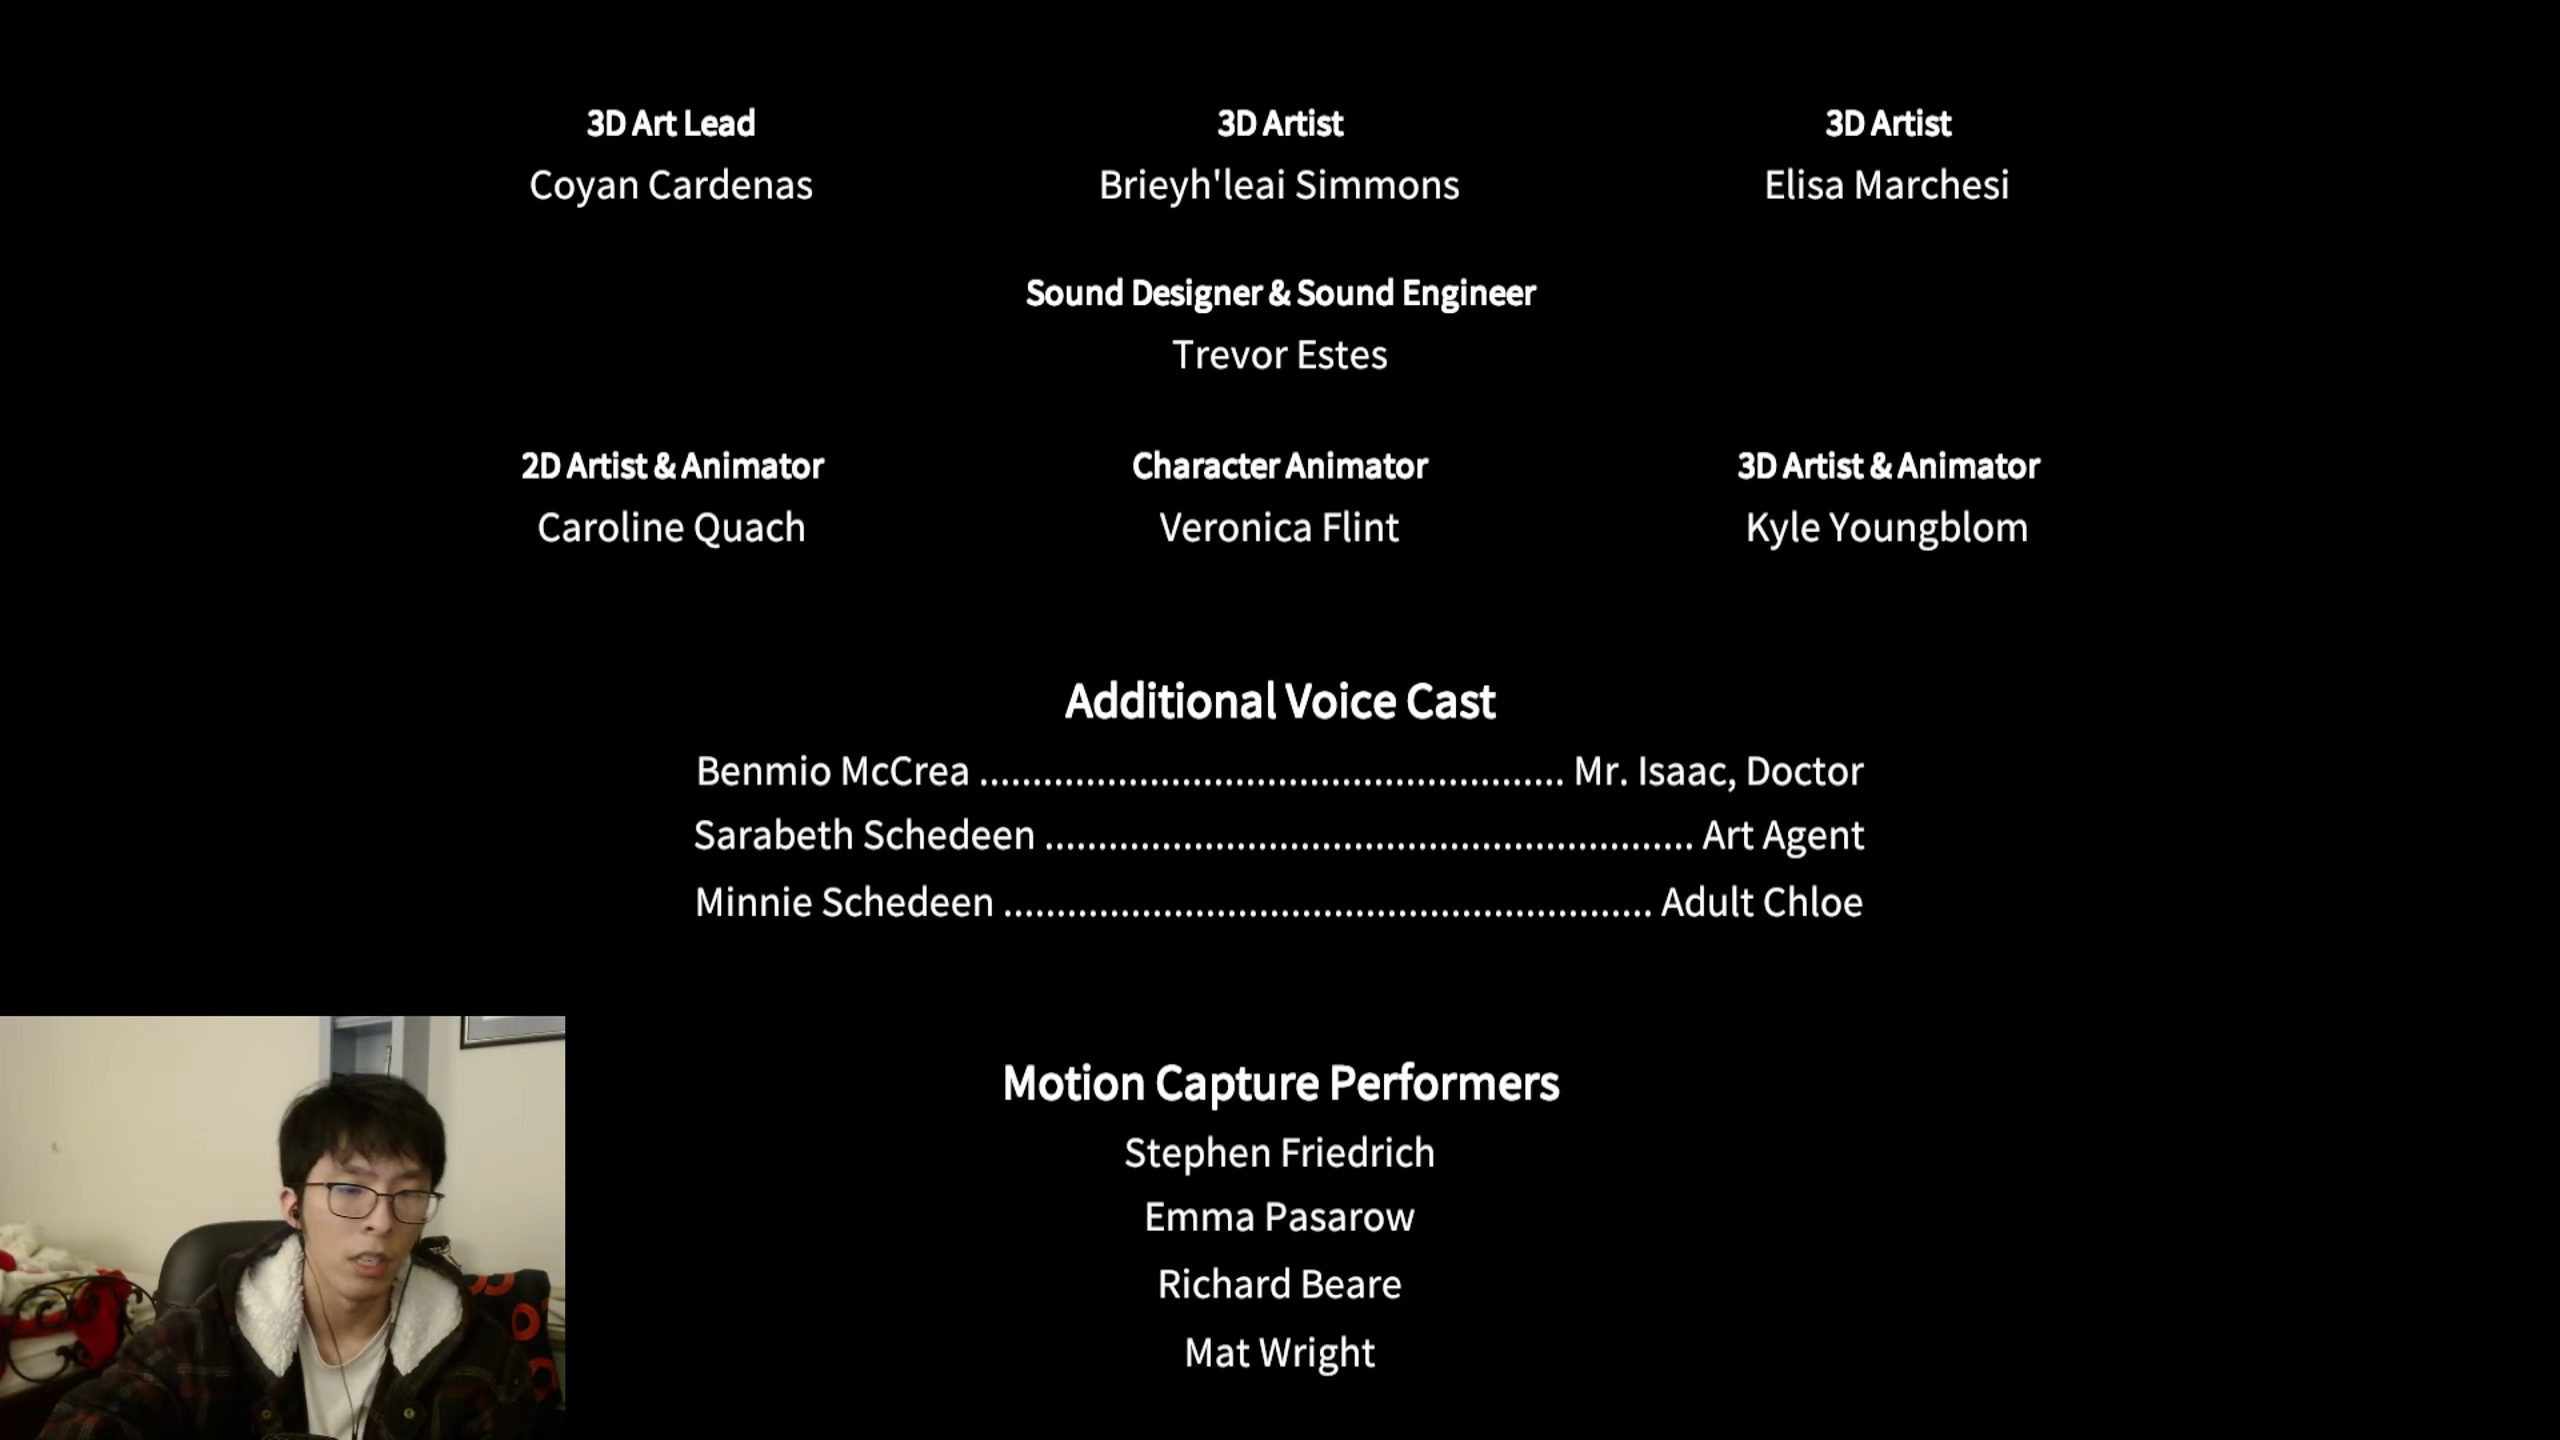 3D Art Lead
Coyan Cardenas
3D Artist
Brieyh'leai Simmons
3D Artist
Elisa Marchesi
Sound Designer & Sound Engineer
Trevor Estes
2D Artist & Animator
Caroline Quach
Character Animator
Veronica Flint
3D Artist & Animator
Kyle Youngblom
Additional Voice Cast
Benmio McCrea ........................................................ Mr. Isaac, Doctor
Sarabeth Schedeen .............................................................. Art Agent
Minnie Schedeen .............................................................. Adult Chloe
Motion Capture Performers
Stephen Friedrich
Emma Pasarow
Richard Beare
Mat Wright